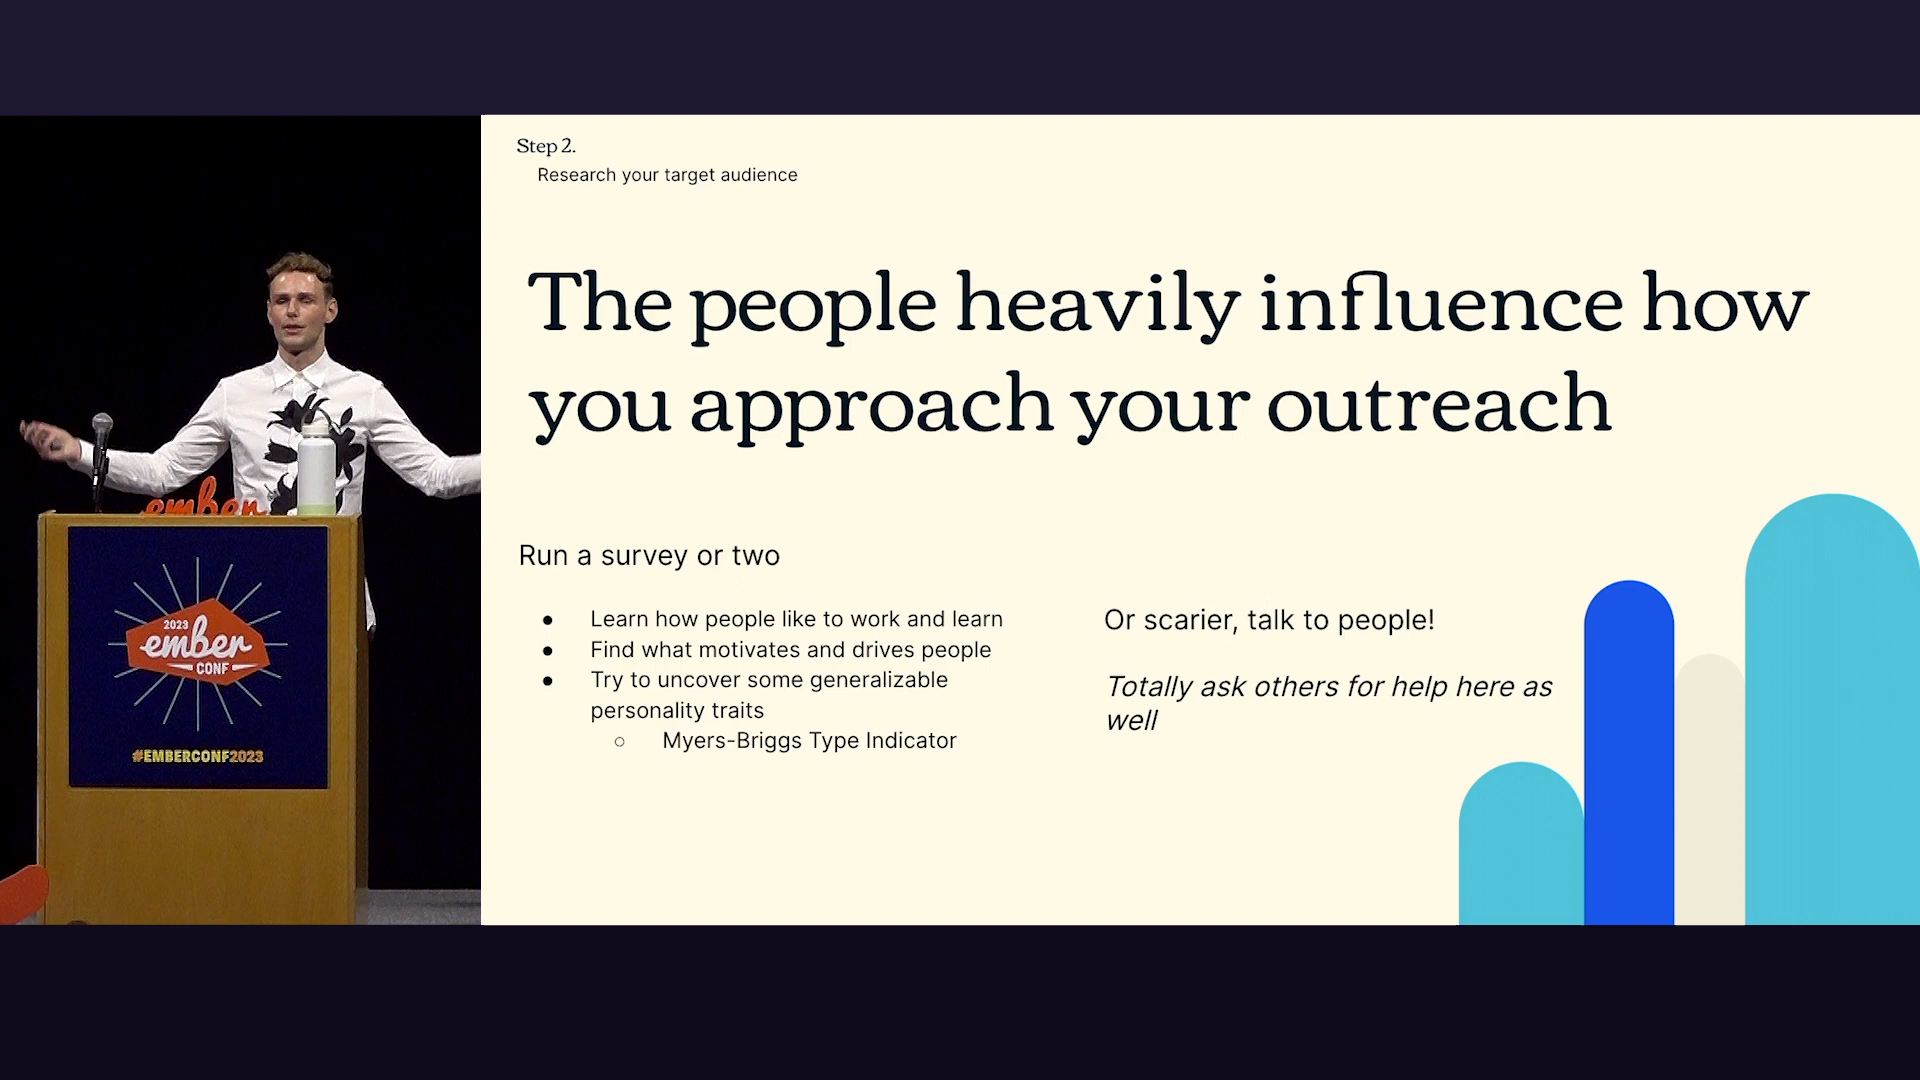 Step 2.
Research your target audience
The people heavily influence how
you approach your outreach
Run a survey or two
● Learn how people like to work and learn
● Find what motivates and drives people
● Try to uncover some generalizable
personality traits
○ Myers-Briggs Type Indicator
Or scarier, talk to people!
Totally ask others for help here as
well
ember
2023
ember
CONF
#EMBERCONF2023